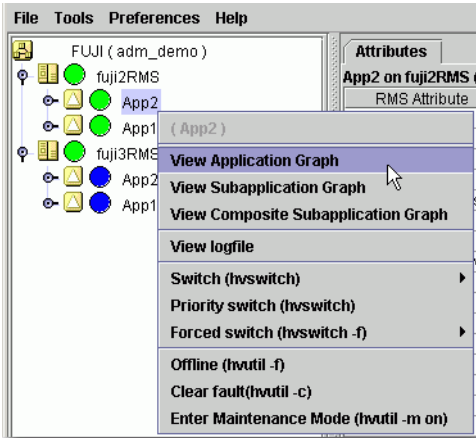 File Tools Preferences Help
FUJI ( adm_demo )
fuji2RMS
App2
App1
fuji3RMS
App2
App1
Attributes
App2 on fuji2RMS (
RMS Attribute
( App2 )
View Application Graph
View Subapplication Graph
View Composite Subapplication Graph
View logfile
Switch (hvswitch)
Priority switch (hvswitch)
Forced switch (hvswitch -f)
Offline (hvutil -f)
Clear fault(hvutil -c)
Enter Maintenance Mode (hvutil -m on)